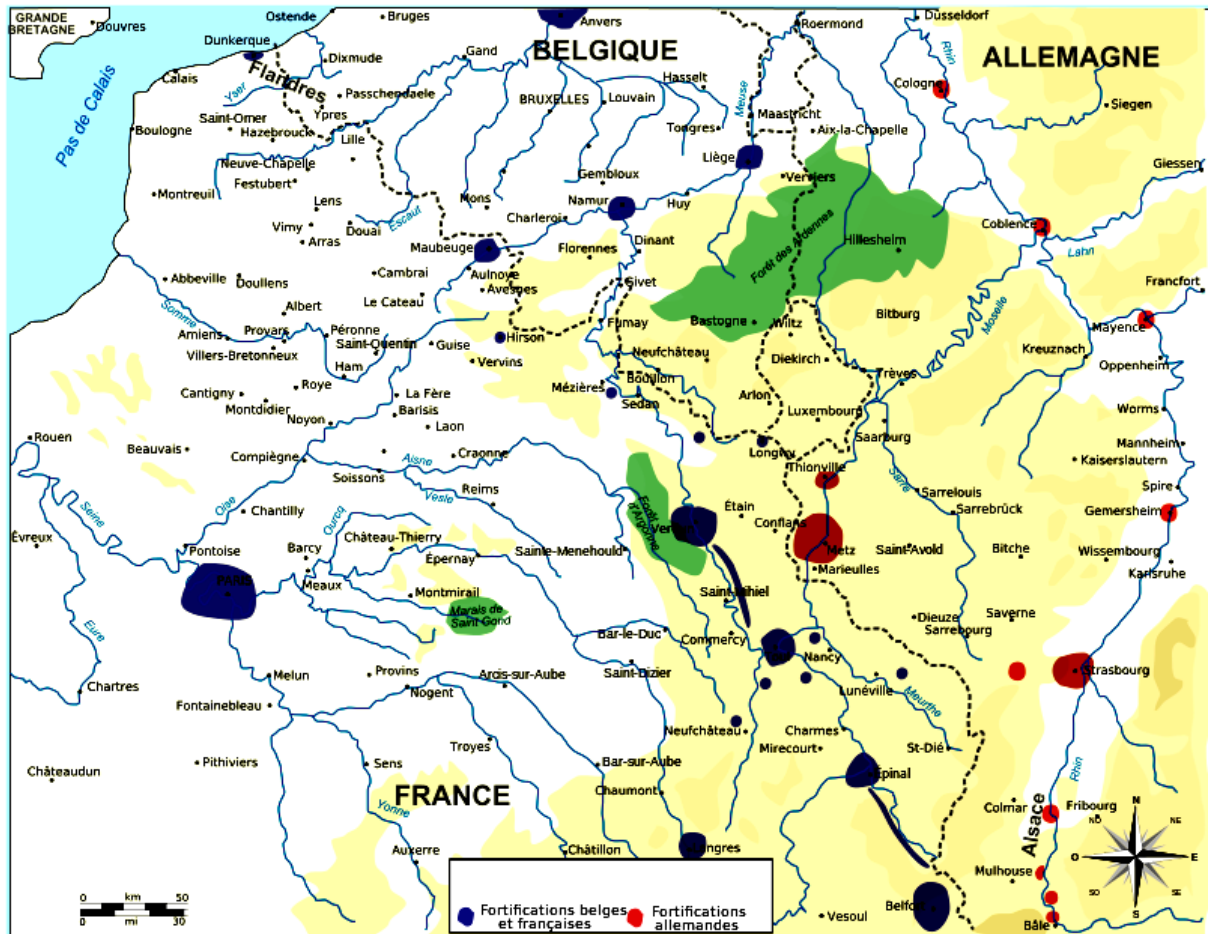 GRANDE
BRETAGNE
Douvres
Ostende
Bruges
Anvers
Roermond
Düsseldorf
Dunkerque
BELGIQUE
ALLEMAGNE
Pas de Calais
Calais
Flandres
Dixmude
Gand
Hasselt
Meuse
Rhin
Cologne
Siegen
Yser
Passchendaele
BRUXELLES
Louvain
Maastricht
Saint-Omer
Ypres
Boulogne
Hazebrouck
Lille
Tongres
Aix-la-Chapelle
Neuve-Chapelle
Liège
Giessen
Festubert
Gembloux
Verviers
Montreuil
Lens
Mons
Namur
Huy
Escaut
Charleroi
Vimy
Douai
Coblence
Arras
Maubeuge
Florennes
Dinant
Forêt des Ardennes
Hillesheim
Lahn
Abbeville
Doullens
Cambrai
Aulnoye
Givet
Francfort
Avesnes
Albert
Le Cateau
Somme
Moselle
Amiens
Proyars
Péronne
Hirson
Fumay
Bastogne
Wiltz
Bitburg
Mayence
Villers-Bretonneux
Saint-Quentin
Guise
Vervins
Neufchâteau
Diekirch
Kreuznach
Oppenheim
Ham
Roye
Mézières
Bouillon
Trèves
Cantigny
La Fère
Sedan
Arlon
Montdidier
Barisis
Luxembourg
Worms
Noyon
Laon
Rouen
Saarburg
Mannheim
Beauvais
Compiègne
Aisne
Craonne
Longwy
Kaiserslautern
Soissons
Thionville
Sarre
Spire
Vesle
Reims
Sarrelouis
Seine
Oise
Chantilly
Ourcq
Forêt
d'Argonne
Étain
Sarrebrück
Gemersheim
Verdun
Conflans
Évreux
Pontoise
Barcy
Château-Thierry
Épernay
Sainte-Menehould
Metz
Saint-Avold
Bitche
Wissembourg
Marieulles
Karlsruhe
PARIS
Meaux
Montmirail
Saint-Mihiel
Marais de
Saint Gond
Dieuze
Saverne
Eure
Bar-le-Duc
Commercy
Sarrebourg
Nancy
Melun
Provins
Arcis-sur-Aube
Saint-Dizier
Strasbourg
Chartres
Nogent
Lunéville
Meurthe
Fontainebleau
Neufchâteau
Charmes
Troyes
Mirecourt
St-Dié
Châteaudun
Pithiviers
Sens
Bar-sur-Aube
Épinal
Rhin
FRANCE
Chaumont
Colmar
Fribourg
Yonne
Alsace
N
NO
NE
O
E
SO
SE
S
Auxerre
Châtillon
Langres
Mulhouse
0 km 50
0 mi 30
Fortifications belges
et françaises
Fortifications
allemandes
Vesoul
Belfort
Bâle